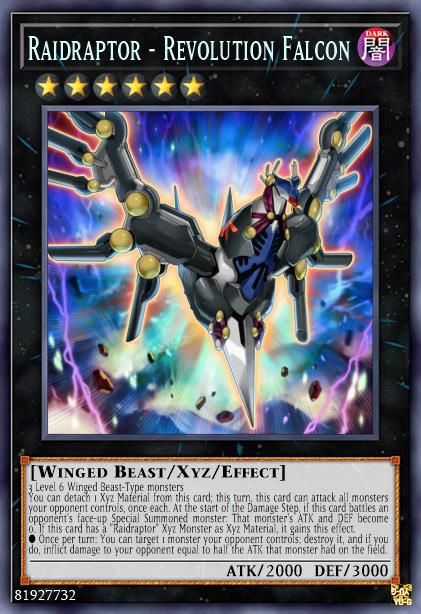 RAIDRAPTOR - REVOLUTION FALCON
DARK
闇
[WINGED BEAST/XYZ/EFFECT]
3 Level 6 Winged Beast-Type monsters
You can detach 1 Xyz Material from this card; this turn, this card can attack all monsters
your opponent controls, once each. At the start of the Damage Step, if this card battles an
opponent's face-up Special Summoned monster: That monster's ATK and DEF become
0. If this card has a "Raidraptor" Xyz Monster as Xyz Material, it gains this effect.
● Once per turn: You can target 1 monster your opponent controls; destroy it, and if you
do, inflict damage to your opponent equal to half the ATK that monster had on the field.
ATK/2000 DEF/3000
81927732